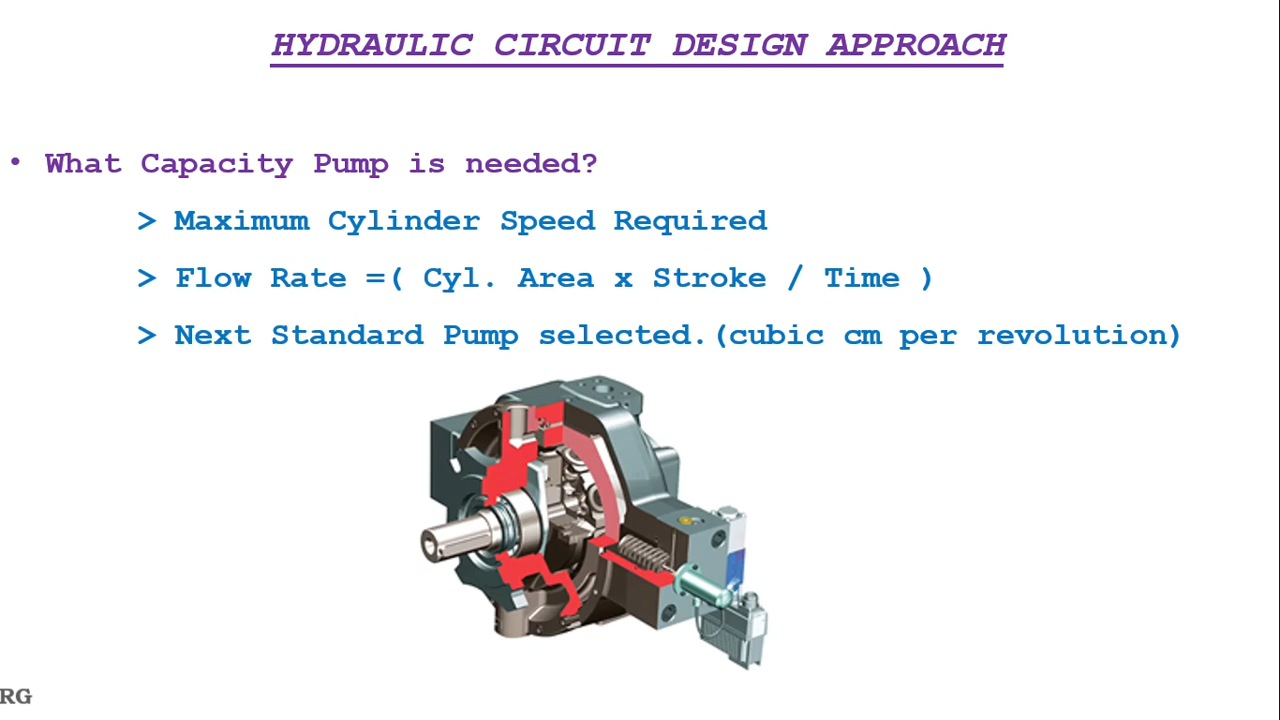 HYDRAULIC CIRCUIT DESIGN APPROACH
• What Capacity Pump is needed?
> Maximum Cylinder Speed Required
> Flow Rate =( Cyl. Area x Stroke / Time )
> Next Standard Pump selected.(cubic cm per revolution)
RG